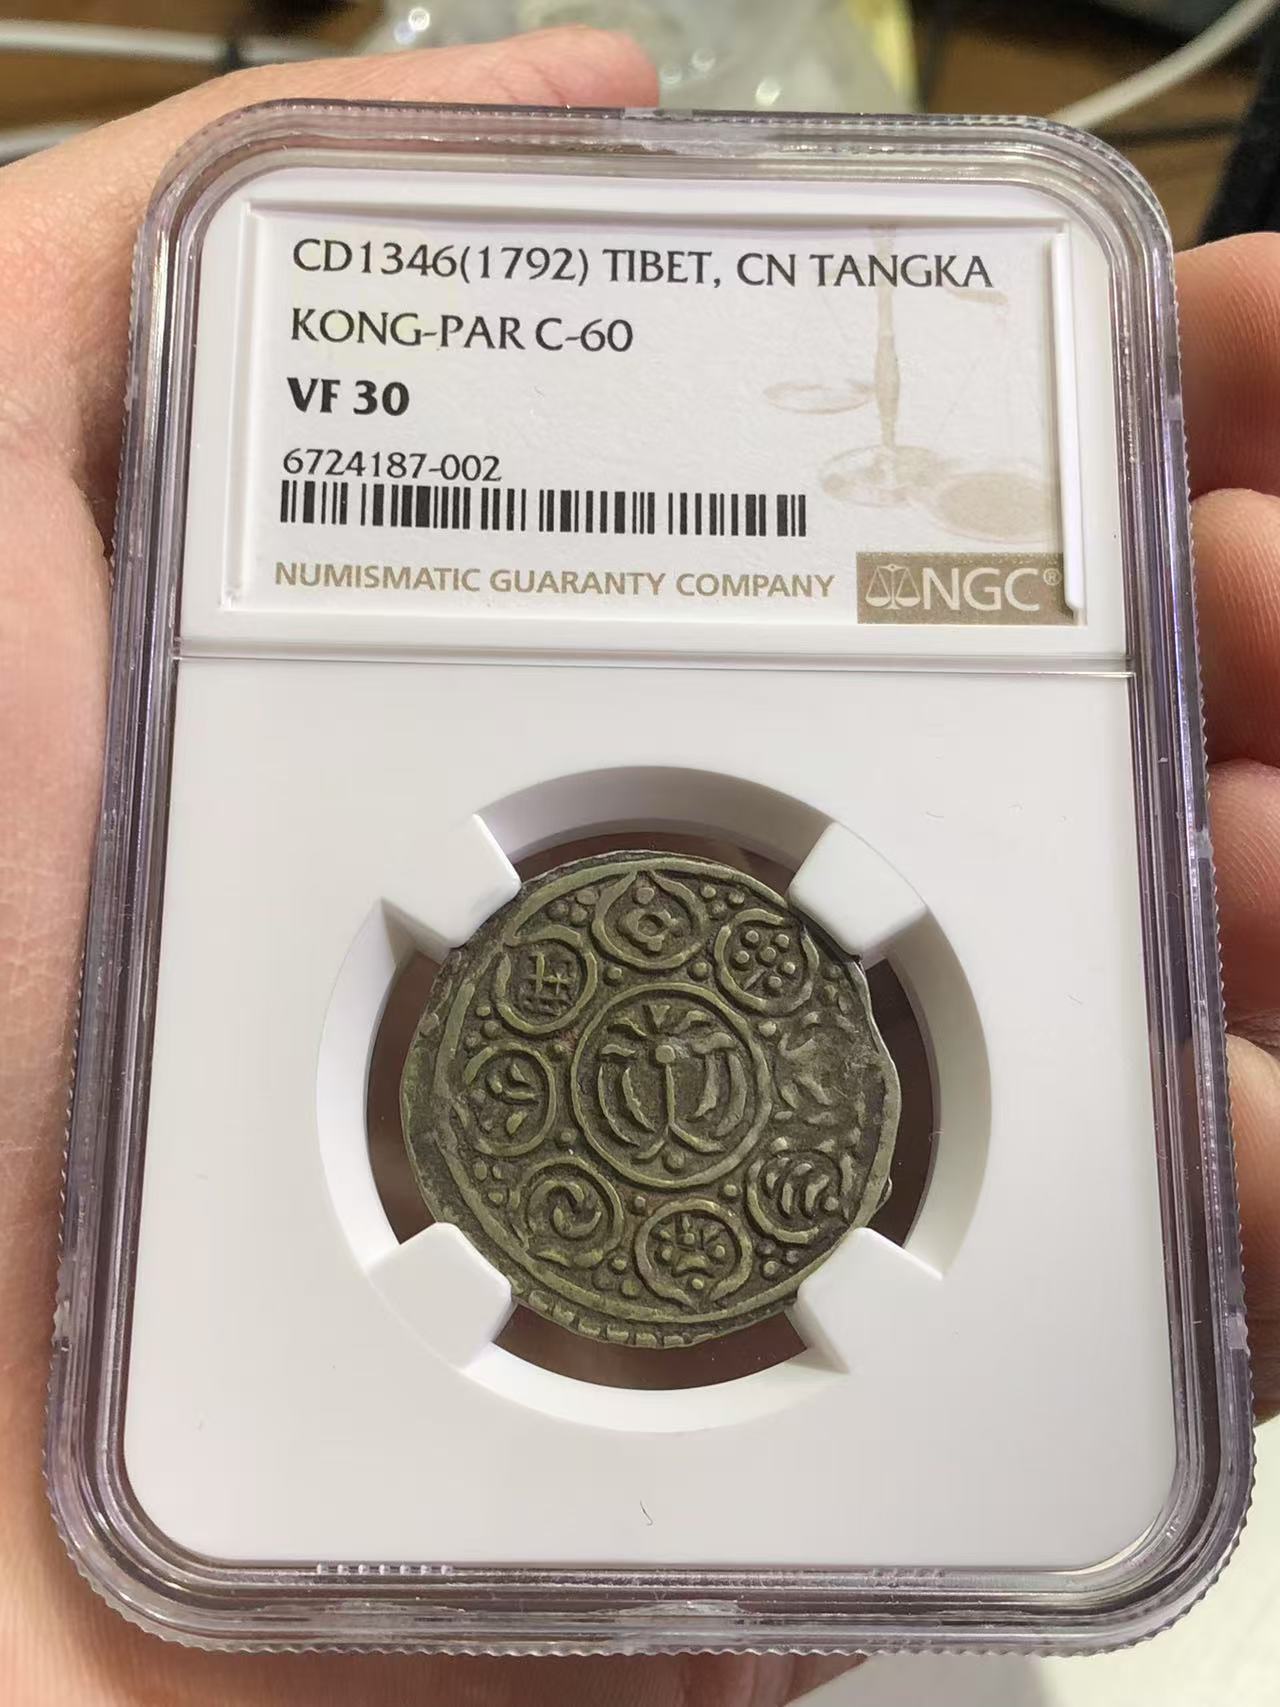 CD1346(1792) TIBET, CN TANGKA
KONG-PAR C-60
VF 30
6724187-002
NUMISMATIC GUARANTY COMPANY
NGC®